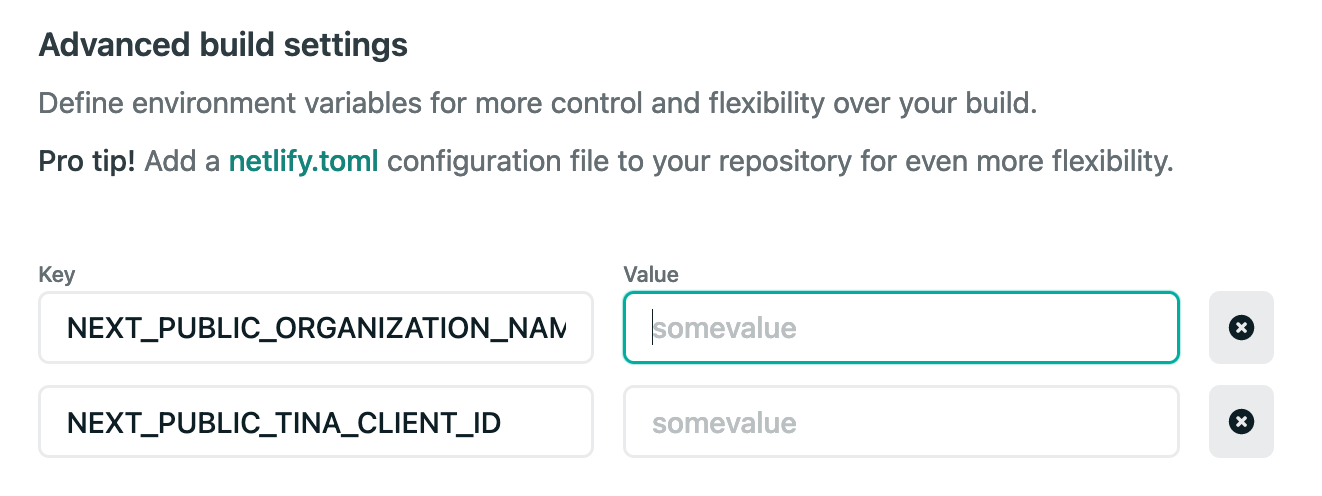 Advanced build settings
Define environment variables for more control and flexibility over your build.
Pro tip! Add a netlify.toml configuration file to your repository for even more flexibility.
Key Value
NEXT_PUBLIC_ORGANIZATION_NAM somevalue
NEXT_PUBLIC_TINA_CLIENT_ID somevalue